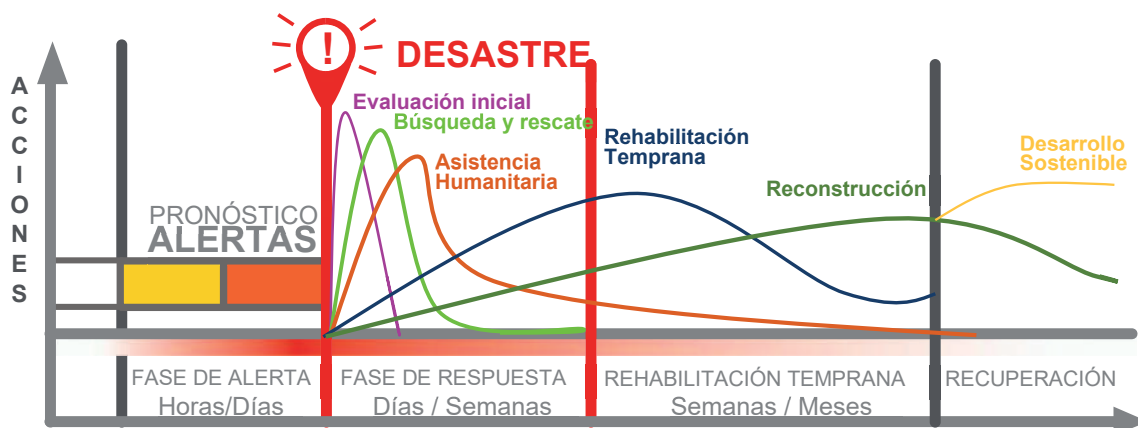 ACCIONES
!
DESASTRE
Evaluación inicial
Búsqueda y rescate
Asistencia
Humanitaria
Rehabilitación
Temprana
Reconstrucción
Desarrollo
Sostenible
PRONÓSTICO
ALERTAS
FASE DE ALERTA
Horas/Días
FASE DE RESPUESTA
Días / Semanas
REHABILITACIÓN TEMPRANA
Semanas / Meses
RECUPERACIÓN